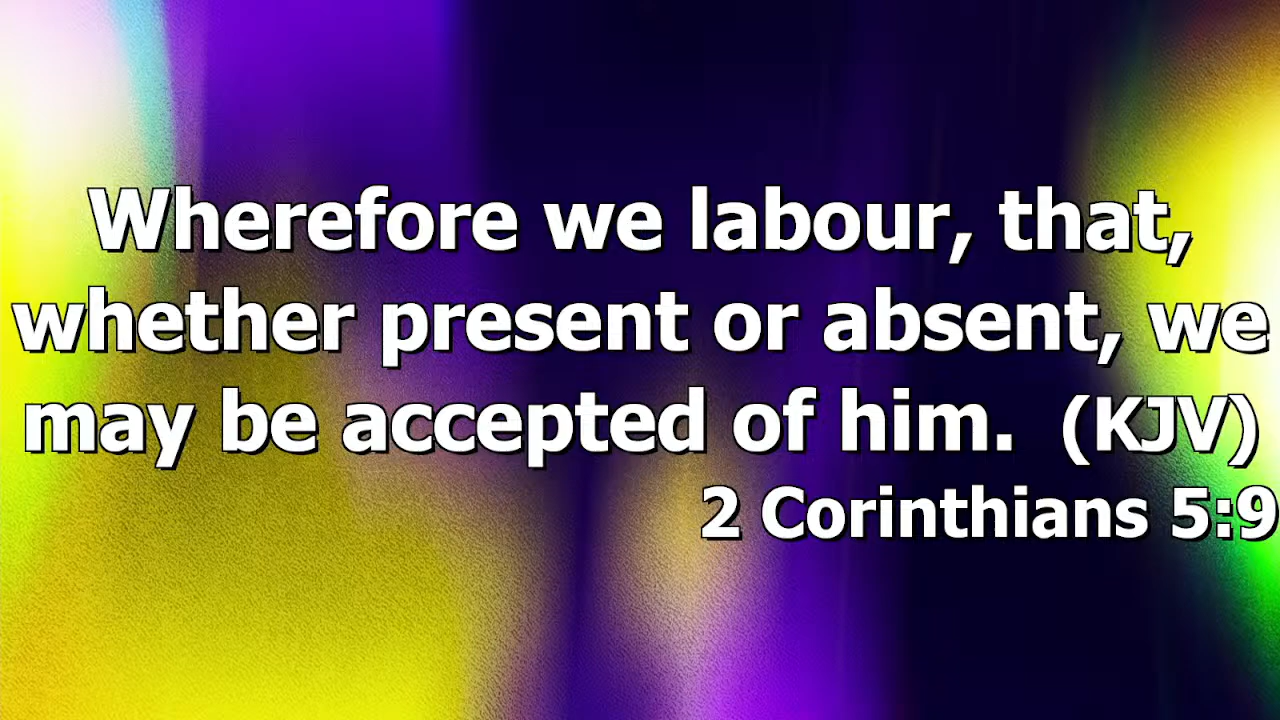 Wherefore we labour, that,
whether present or absent, we
may be accepted of him.  (KJV)
2 Corinthians 5:9